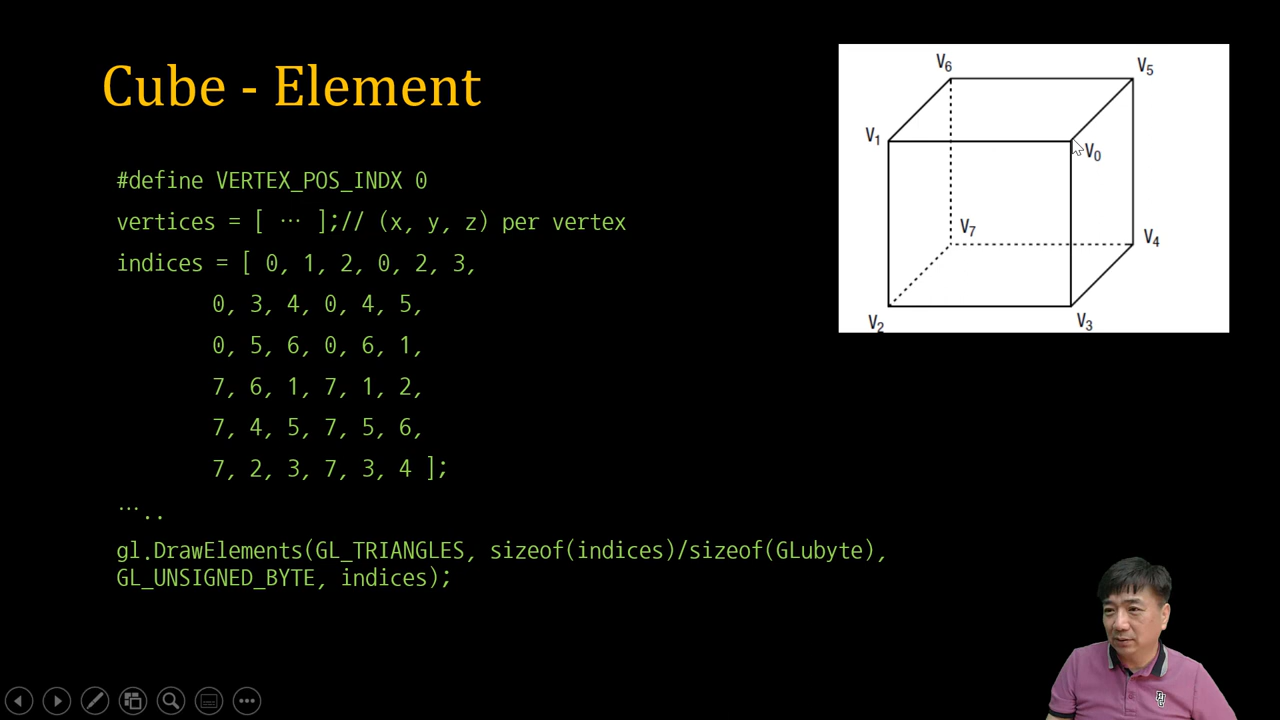 Cube - Element
#define VERTEX_POS_INDX 0
vertices = [ ··· ];// (x, y, z) per vertex
indices = [ 0, 1, 2, 0, 2, 3,
0, 3, 4, 0, 4, 5,
0, 5, 6, 0, 6, 1,
7, 6, 1, 7, 1, 2,
7, 4, 5, 7, 5, 6,
7, 2, 3, 7, 3, 4 ];
···..
gl.DrawElements(GL_TRIANGLES, sizeof(indices)/sizeof(GLubyte),
GL_UNSIGNED_BYTE, indices);
V6
V5
V1
V0
V7
V4
V2
V3